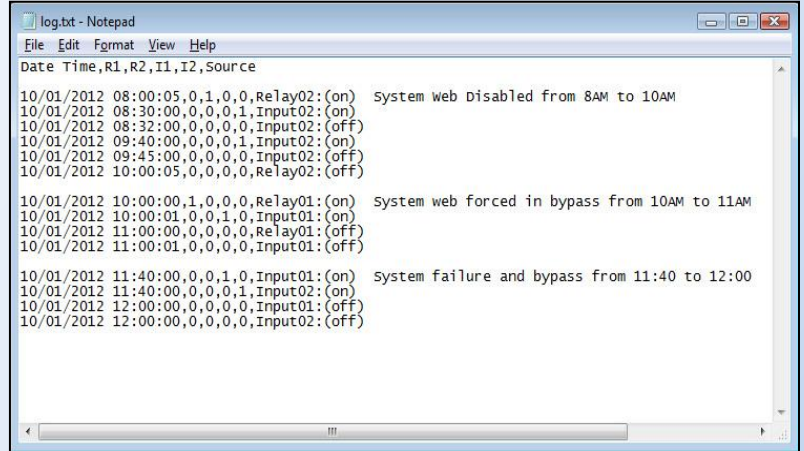 log.txt - Notepad
File Edit Format View Help
Date Time,R1,R2,I1,I2,Source
10/01/2012 08:00:05,0,1,0,0,Relay02:(on) System Web Disabled from 8AM to 10AM
10/01/2012 08:30:00,0,0,0,1,Input02:(on)
10/01/2012 08:32:00,0,0,0,0,Input02:(off)
10/01/2012 09:40:00,0,0,0,1,Input02:(on)
10/01/2012 09:45:00,0,0,0,0,Input02:(off)
10/01/2012 10:00:05,0,0,0,0,Relay02:(off)
10/01/2012 10:00:00,1,0,0,0,Relay01:(on) System web forced in bypass from 10AM to 11AM
10/01/2012 10:00:01,0,0,1,0,Input01:(on)
10/01/2012 11:00:00,0,0,0,0,Relay01:(off)
10/01/2012 11:00:01,0,0,0,0,Input01:(off)
10/01/2012 11:40:00,0,0,1,0,Input01:(on) System failure and bypass from 11:40 to 12:00
10/01/2012 11:40:00,0,0,0,1,Input02:(on)
10/01/2012 12:00:00,0,0,0,0,Input01:(off)
10/01/2012 12:00:00,0,0,0,0,Input02:(off)